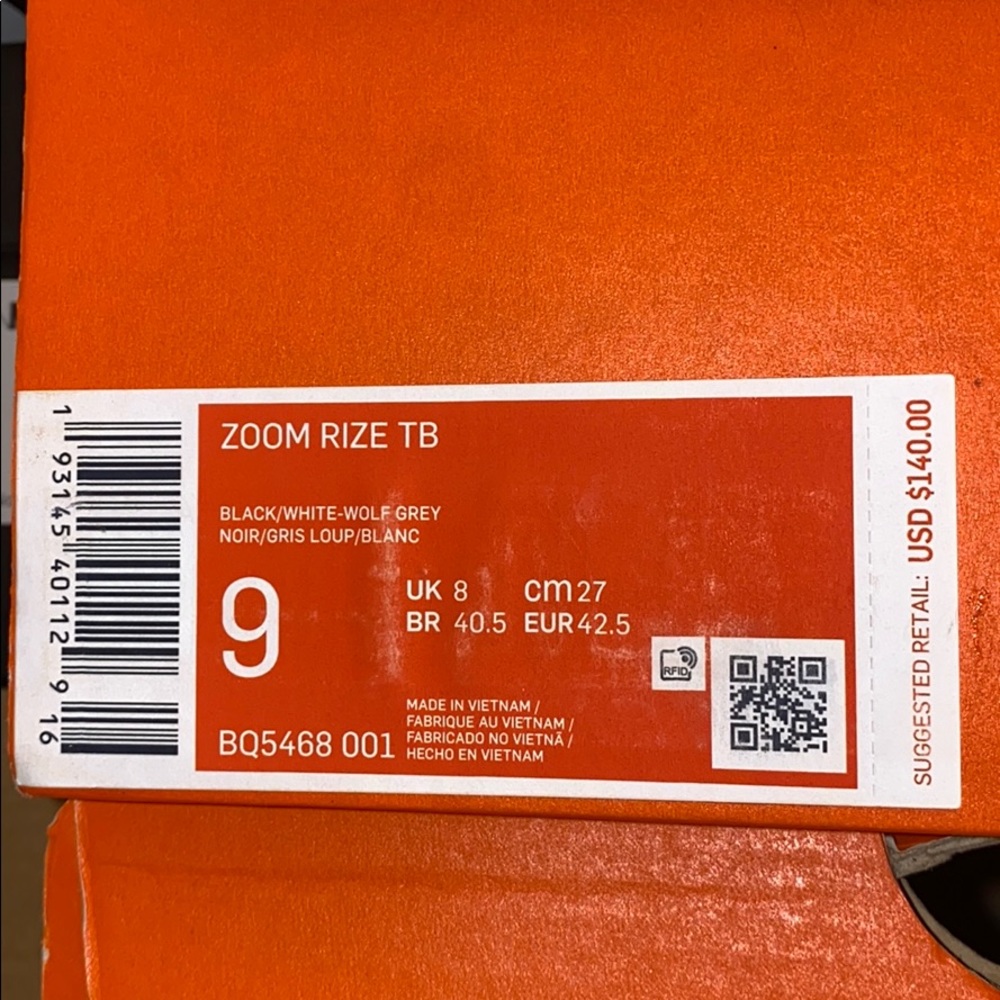 ZOOM RIZE TB
BLACK/WHITE-WOLF GREY
NOIR/GRIS LOUP/BLANC
9
UK 8 cm 27
BR 40.5 EUR 42.5
RFID
MADE IN VIETNAM /
FABRIQUE AU VIETNAM /
FABRICADO NO VIETNÃ /
HECHO EN VIETNAM
BQ5468 001
1 93145 40112 9 16
SUGGESTED RETAIL: USD $140.00